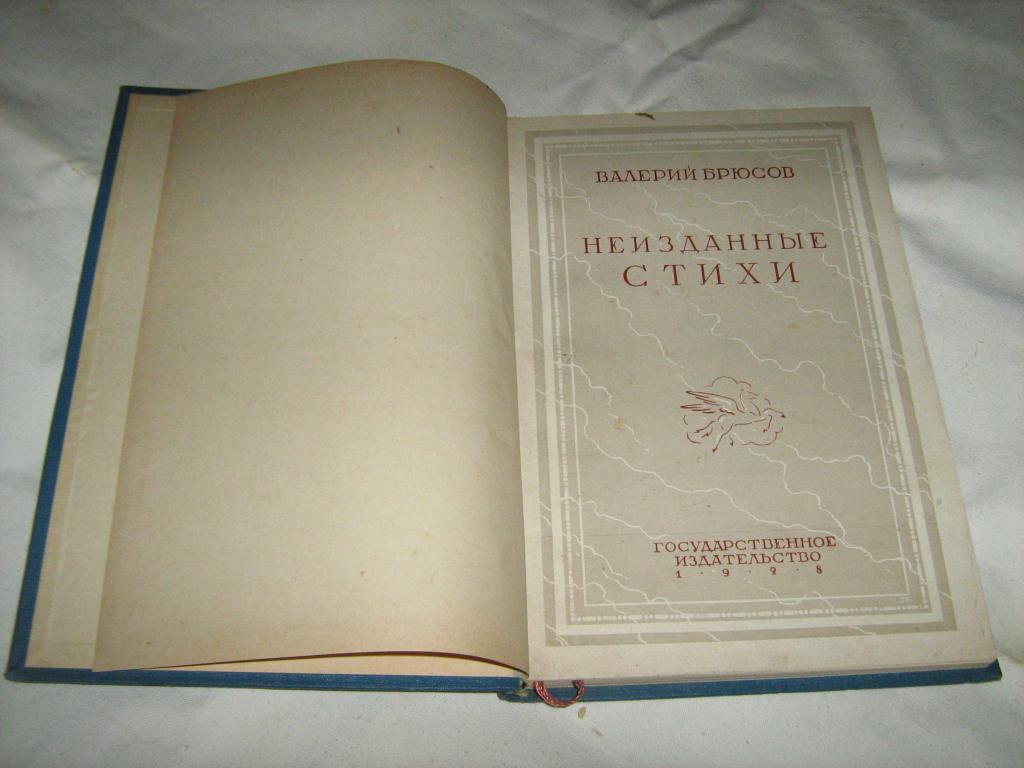 ВАЛЕРИЙ БРЮСОВ
НЕИЗДАННЫЕ
СТИХИ
ГОСУДАРСТВЕННОЕ
ИЗДАТЕЛЬСТВО
1 · 9 · 2 · 8